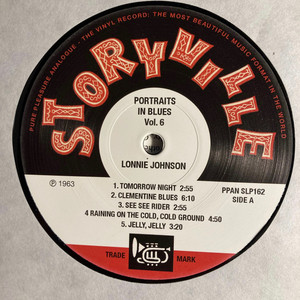 PURE PLEASURE ANALOGUE - THE VINYL RECORD: THE MOST BEAUTIFUL MUSIC FORMAT IN THE WORLD
STORYVILLE
PORTRAITS
IN BLUES
Vol. 6
LONNIE JOHNSON
℗ 1963
PPAN SLP162
SIDE A
1. TOMORROW NIGHT 2:55
2. CLEMENTINE BLUES 6:10
3. SEE SEE RIDER 2:55
4 RAINING ON THE COLD, COLD GROUND 4:50
5. JELLY, JELLY 3:20
TRADE MARK